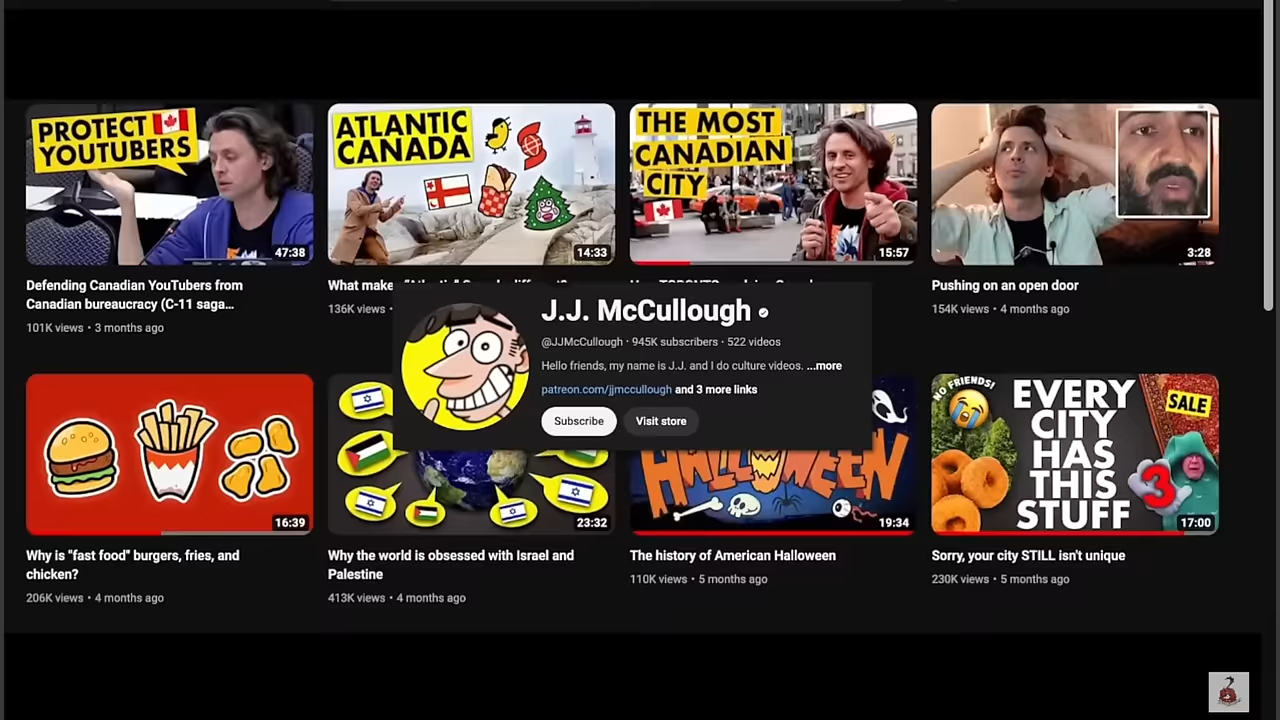 PROTECT
YOUTUBERS
47:38
ATLANTIC
CANADA
14:33
THE MOST
CANADIAN
CITY
15:57
3:28
Defending Canadian YouTubers from
Canadian bureaucracy (C-11 saga...
101K views • 3 months ago
What make
136K views •
Pushing on an open door
154K views • 4 months ago
J.J. McCullough
@JJMcCullough • 945K subscribers • 522 videos
Hello friends, my name is J.J. and I do culture videos. ...more
patreon.com/jjmccullough and 3 more links
Subscribe
Visit store
16:39
23:32
HALLOWEEN
19:34
NO FRIENDS!
EVERY
CITY
HAS
THIS
STUFF
SALE
3
17:00
Why is "fast food" burgers, fries, and
chicken?
206K views • 4 months ago
Why the world is obsessed with Israel and
Palestine
413K views • 4 months ago
The history of American Halloween
110K views • 5 months ago
Sorry, your city STILL isn't unique
230K views • 5 months ago